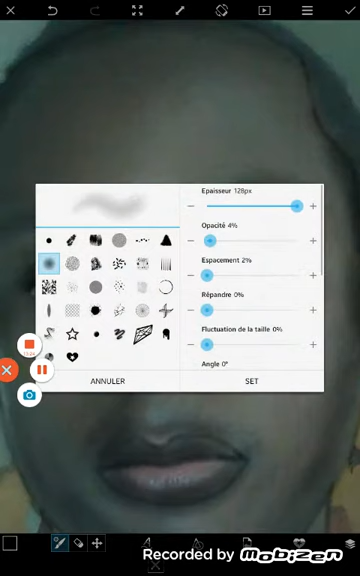 Epaisseur 128px
Opacité 4%
Espacement 2%
Répandre 0%
Fluctuation de la taille 0%
Angle 0°
ANNULER
SET
Recorded by mobizen